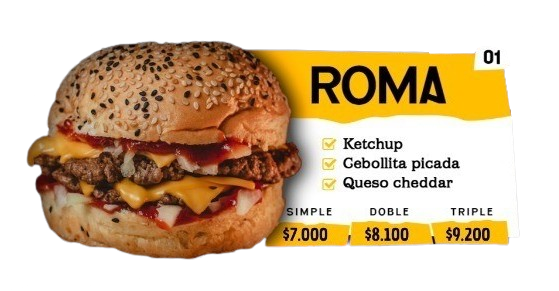 01
ROMA
Ketchup
Cebollita picada
Queso cheddar
SIMPLE DOBLE TRIPLE
$7.000 $8.100 $9.200